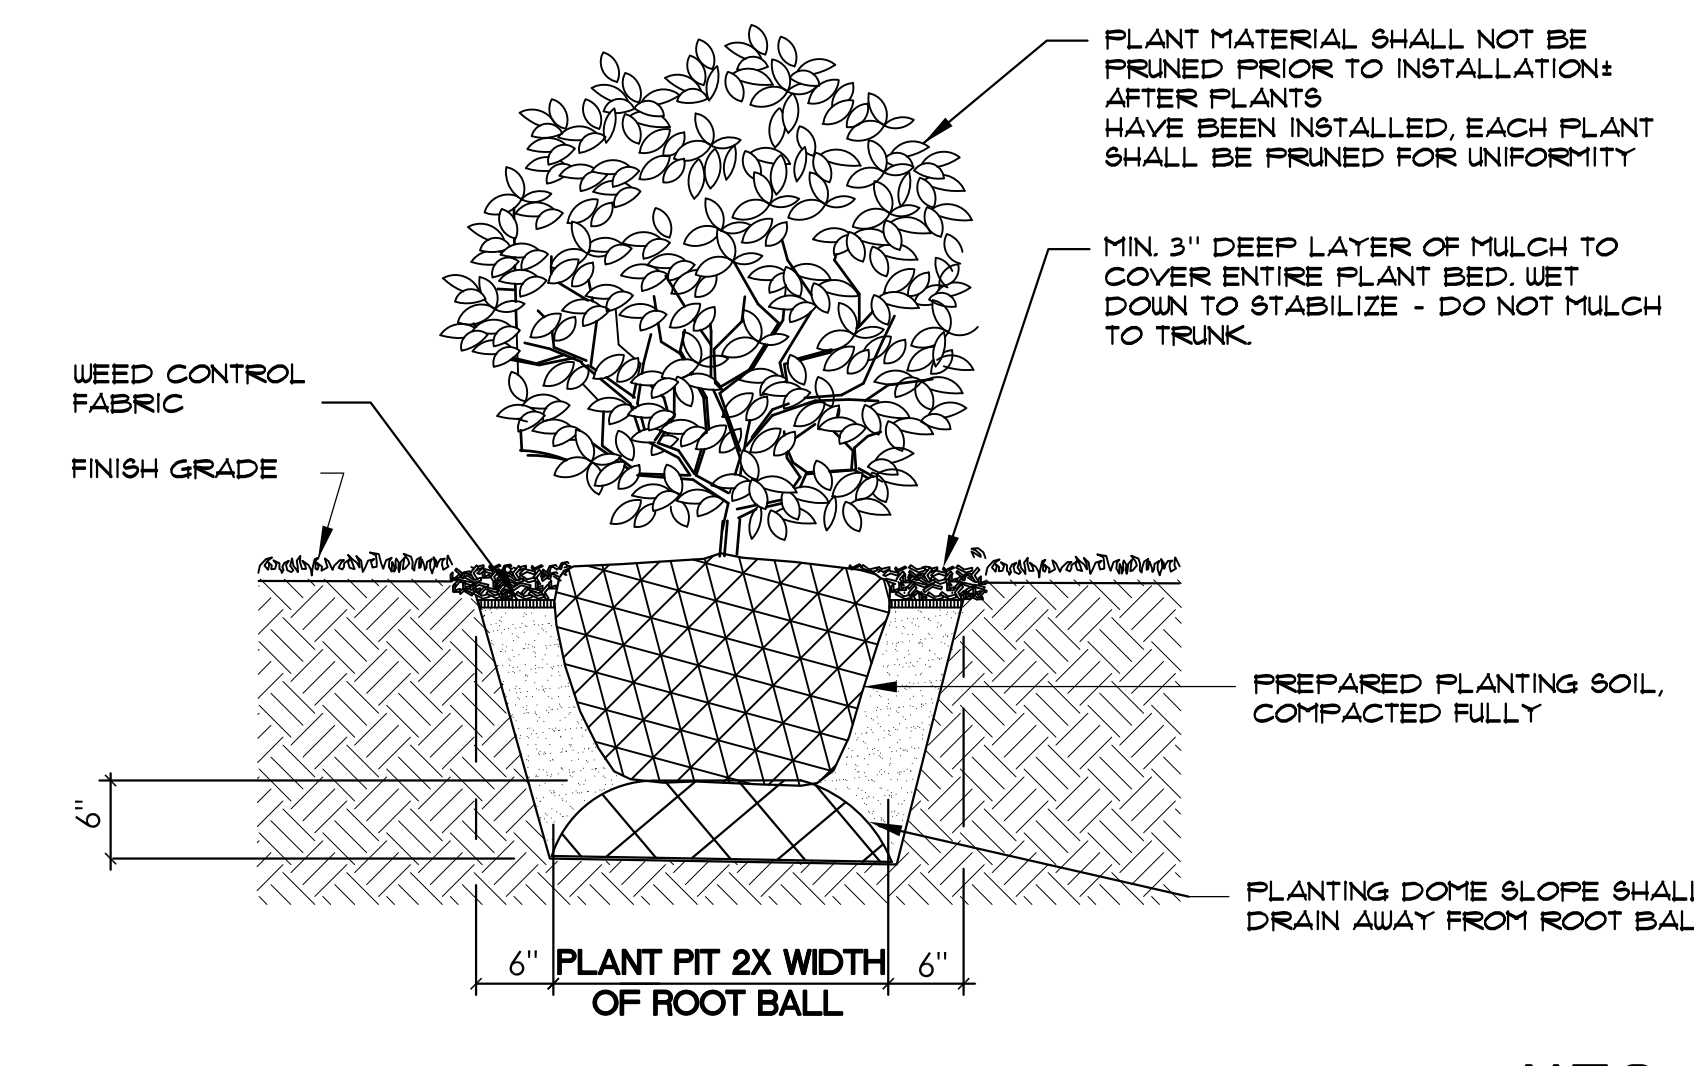 PLANT MATERIAL SHALL NOT BE
PRUNED PRIOR TO INSTALLATION±
AFTER PLANTS
HAVE BEEN INSTALLED, EACH PLANT
SHALL BE PRUNED FOR UNIFORMITY
MIN. 3" DEEP LAYER OF MULCH TO
COVER ENTIRE PLANT BED. WET
DOWN TO STABILIZE - DO NOT MULCH
TO TRUNK.
WEED CONTROL
FABRIC
FINISH GRADE
PREPARED PLANTING SOIL,
COMPACTED FULLY
6"
PLANTING DOME SLOPE SHALL
DRAIN AWAY FROM ROOT BAL
6" PLANT PIT 2X WIDTH 6"
OF ROOT BALL